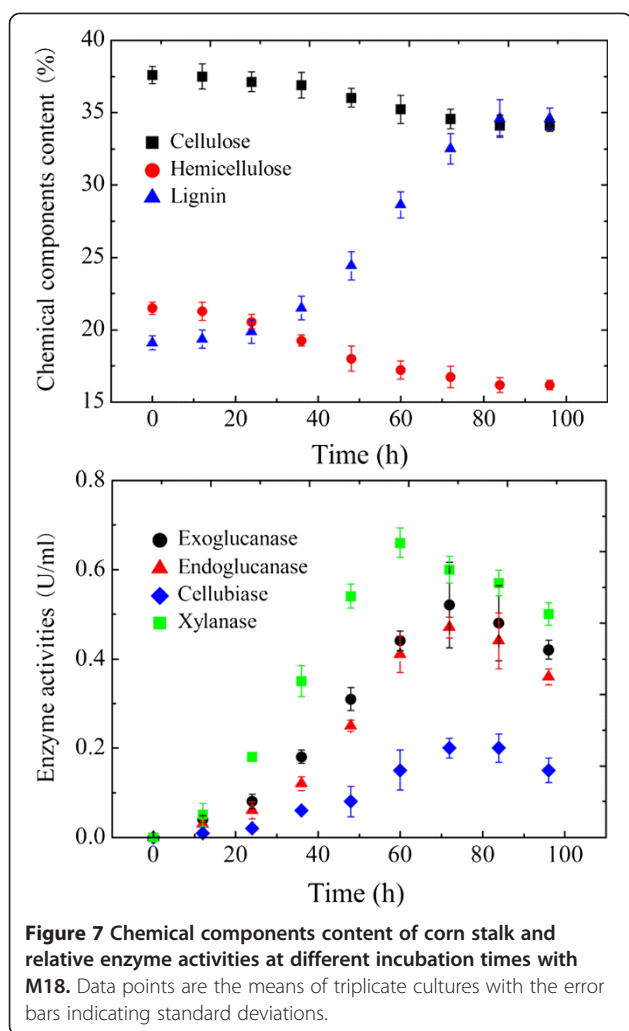 40
35
30
25
20
15
Chemical components content (%)
Cellulose
Hemicellulose
Lignin
0 20 40 60 80 100
Time (h)
0.8
0.6
0.4
0.2
0.0
Enzyme activities (U/ml)
Exoglucanase
Endoglucanase
Cellubiase
Xylanase
0 20 40 60 80 100
Time (h)
Figure 7 Chemical components content of corn stalk and
relative enzyme activities at different incubation times with
M18. Data points are the means of triplicate cultures with the error
bars indicating standard deviations.